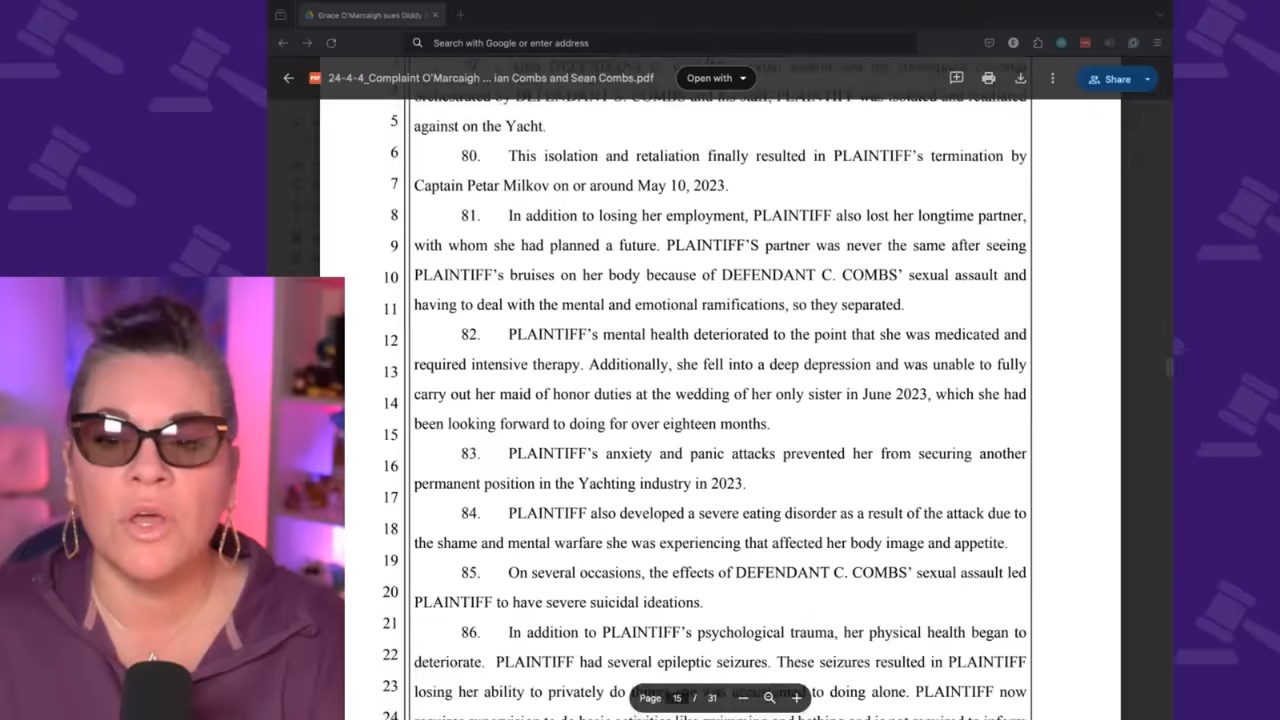 Grace O'Marcaigh sues Diddy
Search with Google or enter address
24-4-4_Complaint O'Marcaigh ... ian Combs and Sean Combs.pdf
Open with
Share
orchestrated by DEFENDANT S. COMBS and his staff, PLAINTIFF was isolated and retaliated
5 against on the Yacht.
6 80. This isolation and retaliation finally resulted in PLAINTIFF's termination by
7 Captain Petar Milkov on or around May 10, 2023.
8 81. In addition to losing her employment, PLAINTIFF also lost her longtime partner,
9 with whom she had planned a future. PLAINTIFF'S partner was never the same after seeing
10 PLAINTIFF's bruises on her body because of DEFENDANT C. COMBS' sexual assault and
11 having to deal with the mental and emotional ramifications, so they separated.
12 82. PLAINTIFF's mental health deteriorated to the point that she was medicated and
13 required intensive therapy. Additionally, she fell into a deep depression and was unable to fully
14 carry out her maid of honor duties at the wedding of her only sister in June 2023, which she had
15 been looking forward to doing for over eighteen months.
16 83. PLAINTIFF's anxiety and panic attacks prevented her from securing another
17 permanent position in the Yachting industry in 2023.
18 84. PLAINTIFF also developed a severe eating disorder as a result of the attack due to
19 the shame and mental warfare she was experiencing that affected her body image and appetite.
20 85. On several occasions, the effects of DEFENDANT C. COMBS' sexual assault led
21 PLAINTIFF to have severe suicidal ideations.
22 86. In addition to PLAINTIFF's psychological trauma, her physical health began to
23 deteriorate. PLAINTIFF had several epileptic seizures. These seizures resulted in PLAINTIFF
24 losing her ability to privately do to doing alone. PLAINTIFF now
Page 15 / 31